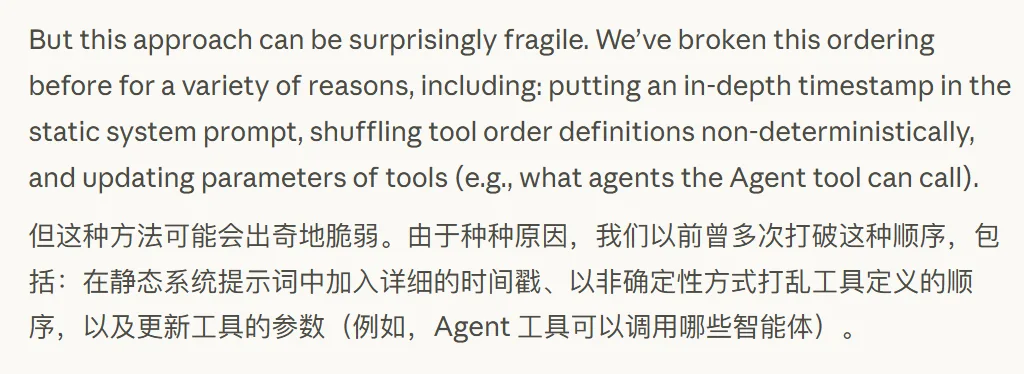 But this approach can be surprisingly fragile. We’ve broken this ordering
before for a variety of reasons, including: putting an in-depth timestamp in the
static system prompt, shuffling tool order definitions non-deterministically,
and updating parameters of tools (e.g., what agents the Agent tool can call).
但这种方法可能会出奇地脆弱。由于种种原因，我们以前曾多次打破这种顺序，包
括：在静态系统提示词中加入详细的时间戳、以非确定性方式打乱工具定义的顺
序，以及更新工具的参数（例如，Agent 工具可以调用哪些智能体）。